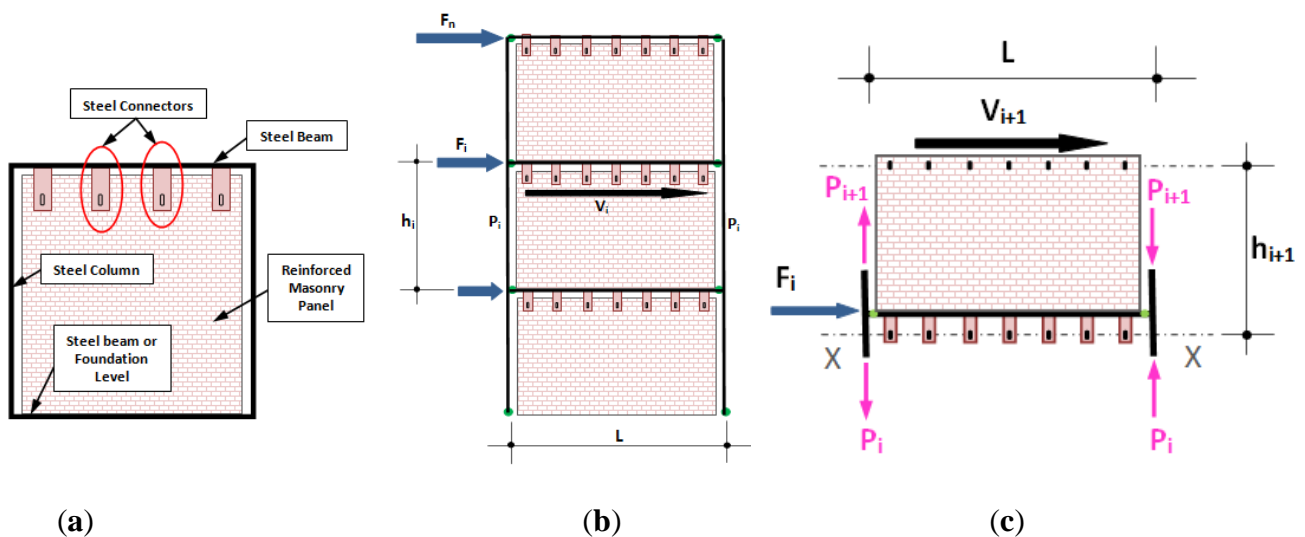 Steel Connectors
Steel Beam
Steel Column
Reinforced
Masonry
Panel
Steel beam or
Foundation
Level
(a)
Fn
Fi
Vi
hi
Pi
Pi
L
(b)
L
Vi+1
Pi+1
Pi+1
hi+1
Fi
X
X
Pi
Pi
(c)